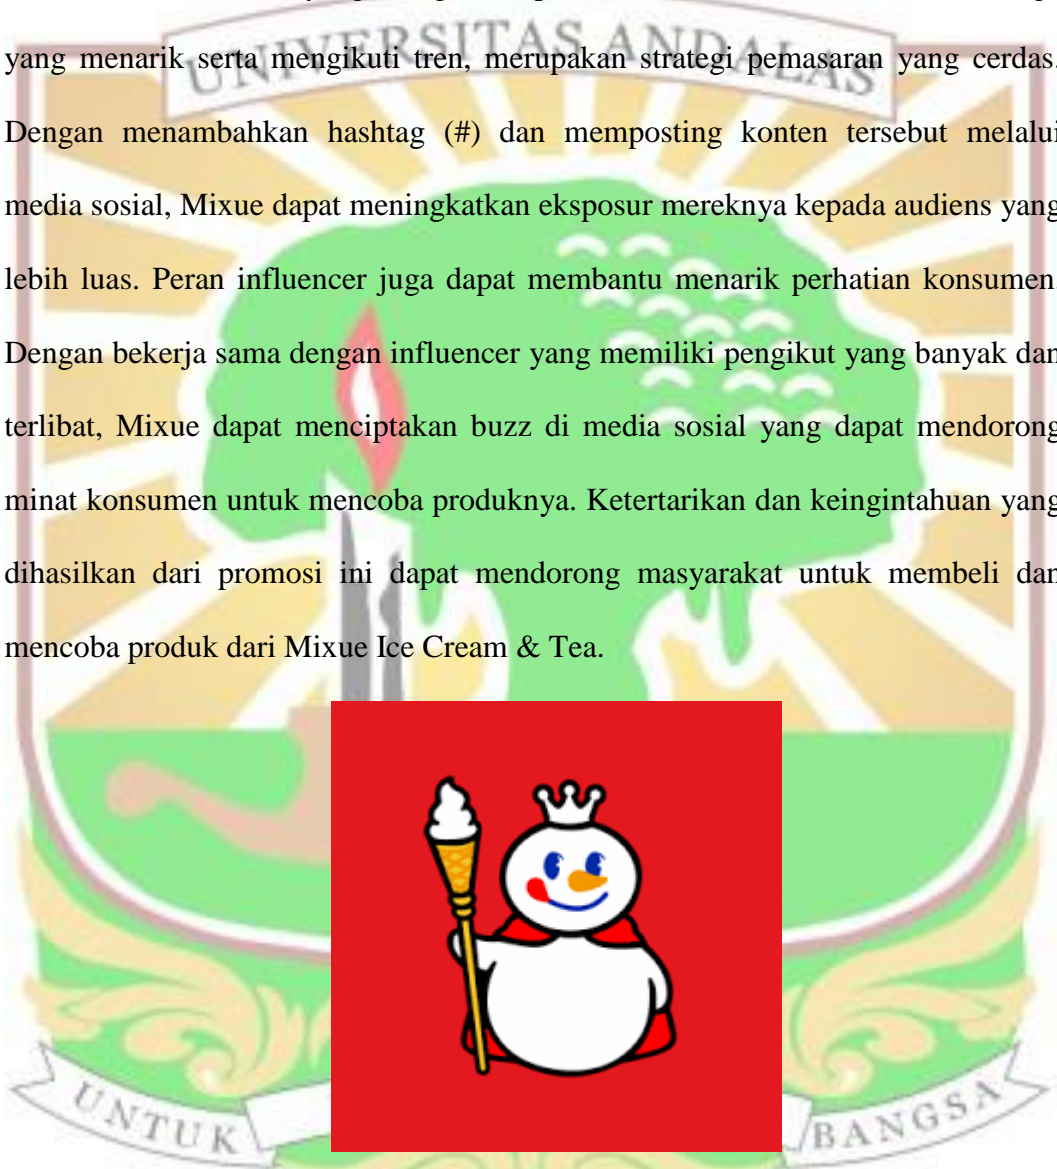 UNIVERSITAS ANDALAS
yang menarik serta mengikuti tren, merupakan strategi pemasaran yang cerdas.
Dengan menambahkan hashtag (#) dan memposting konten tersebut melalui
media sosial, Mixue dapat meningkatkan eksposur mereknya kepada audiens yang
lebih luas. Peran influencer juga dapat membantu menarik perhatian konsumen.
Dengan bekerja sama dengan influencer yang memiliki pengikut yang banyak dan
terlibat, Mixue dapat menciptakan buzz di media sosial yang dapat mendorong
minat konsumen untuk mencoba produknya. Ketertarikan dan keingintahuan yang
dihasilkan dari promosi ini dapat mendorong masyarakat untuk membeli dan
mencoba produk dari Mixue Ice Cream & Tea.
UNTUK BANGSA